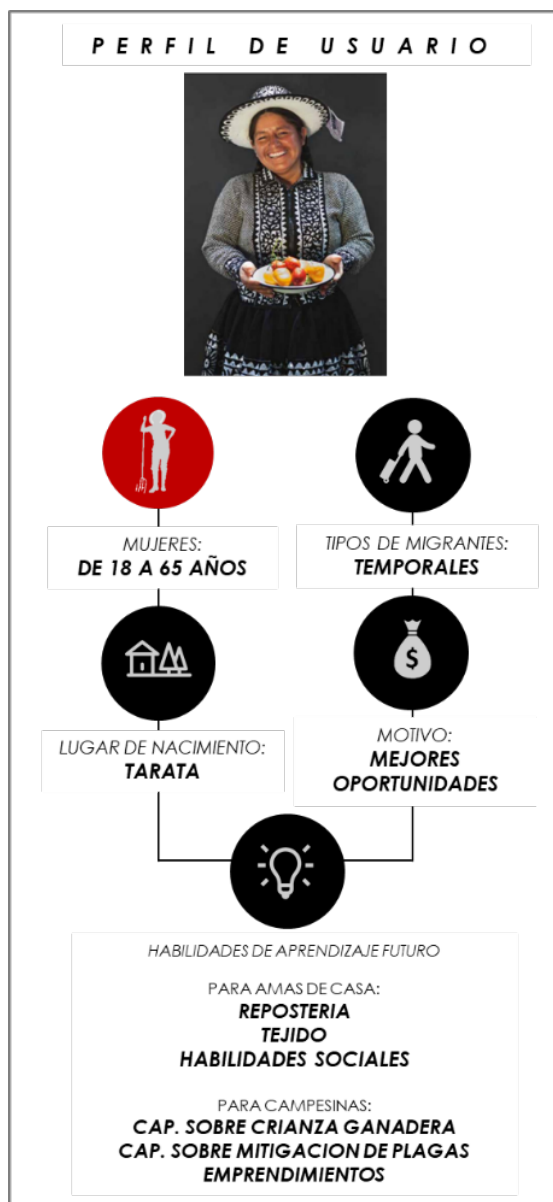 PERFIL DE USUARIO
MUJERES:
DE 18 A 65 AÑOS
TIPOS DE MIGRANTES:
TEMPORALES
LUGAR DE NACIMIENTO:
TARATA
$
MOTIVO:
MEJORES
OPORTUNIDADES
HABILIDADES DE APRENDIZAJE FUTURO
PARA AMAS DE CASA:
REPOSTERIA
TEJIDO
HABILIDADES SOCIALES
PARA CAMPESINAS:
CAP. SOBRE CRIANZA GANADERA
CAP. SOBRE MITIGACION DE PLAGAS
EMPRENDIMIENTOS